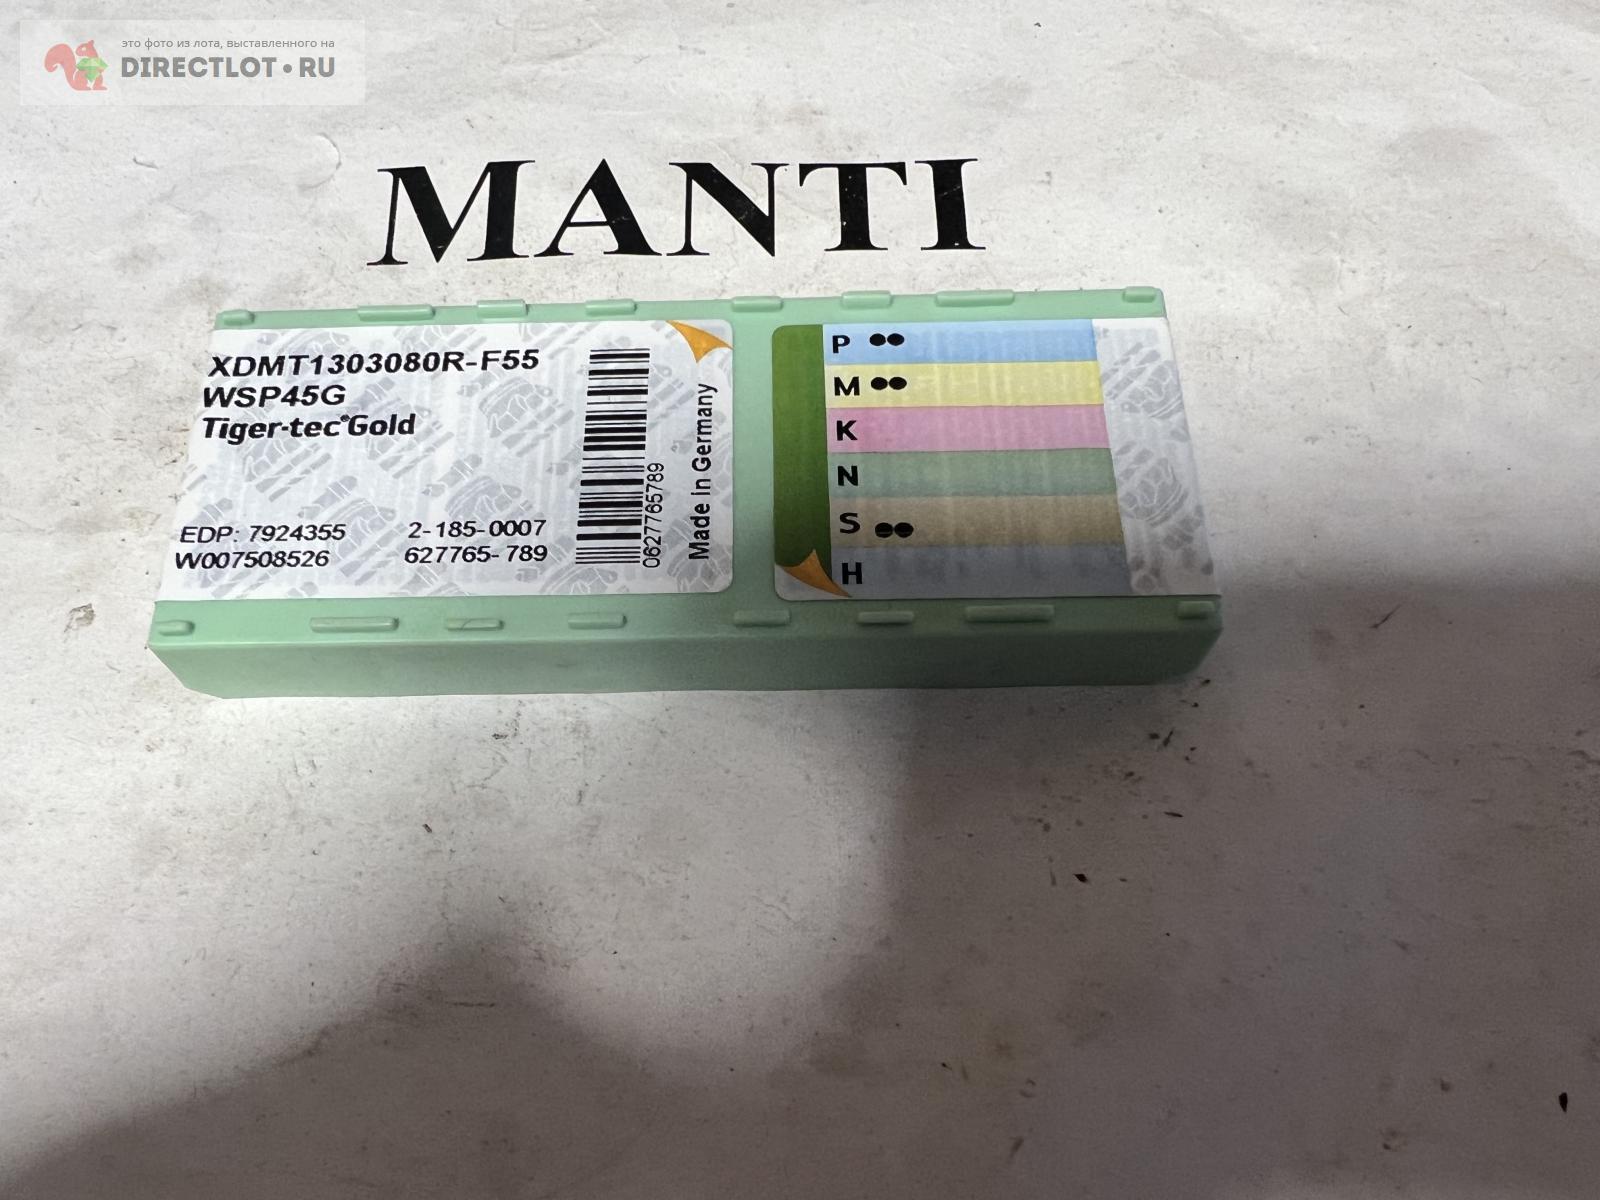 это фото из лота, выставленного на
DIRECTLOT•RU
MANTI
XDMT1303080R-F55
WSP45G
Tiger·tec®Gold
EDP: 7924355 2-185-0007
W007508526 627765-789
0627765789
Made in Germany
P ●●
M ●●
K
N
S ●●
H